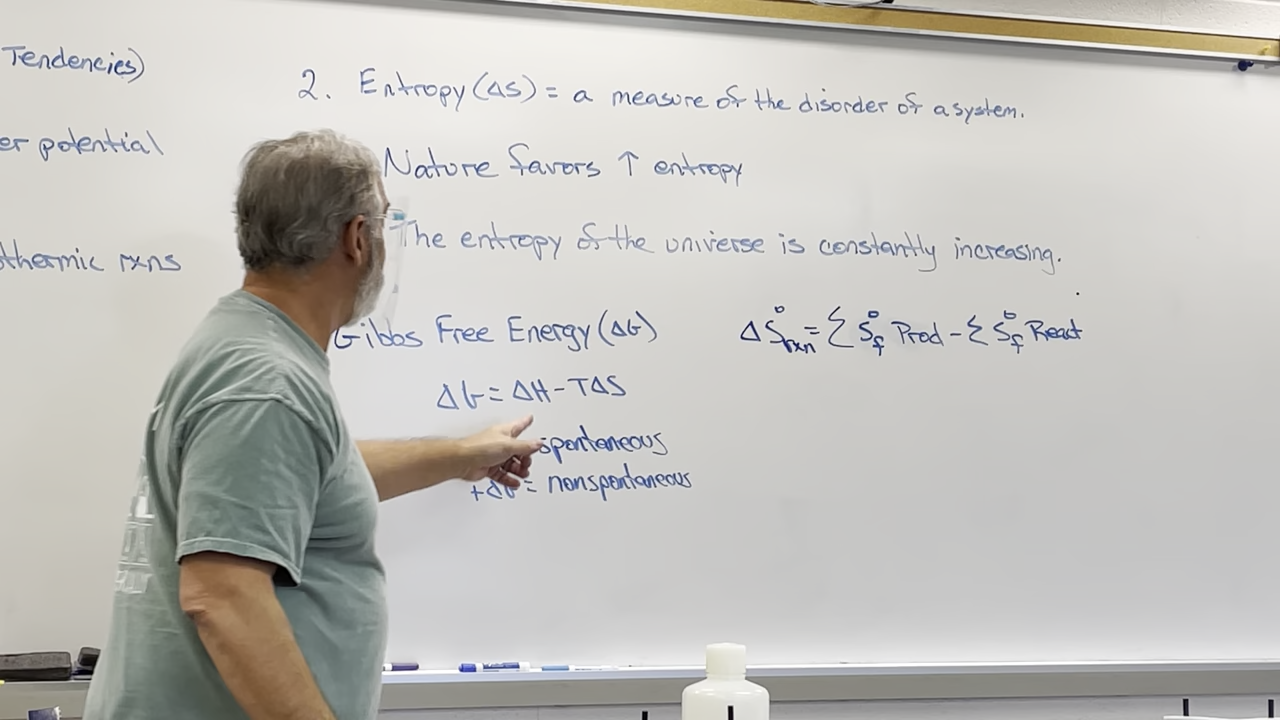 Tendencies)
er potential
thermic rxns
2. Entropy (ΔS) = a measure of the disorder of a system.
Nature favors ↑ entropy
The entropy of the universe is constantly increasing.
Gibbs Free Energy (ΔG)
ΔG = ΔH - TΔS
spontaneous
+ΔG = nonspontaneous
ΔS°rxn = Σ S°f Prod - Σ S°f React